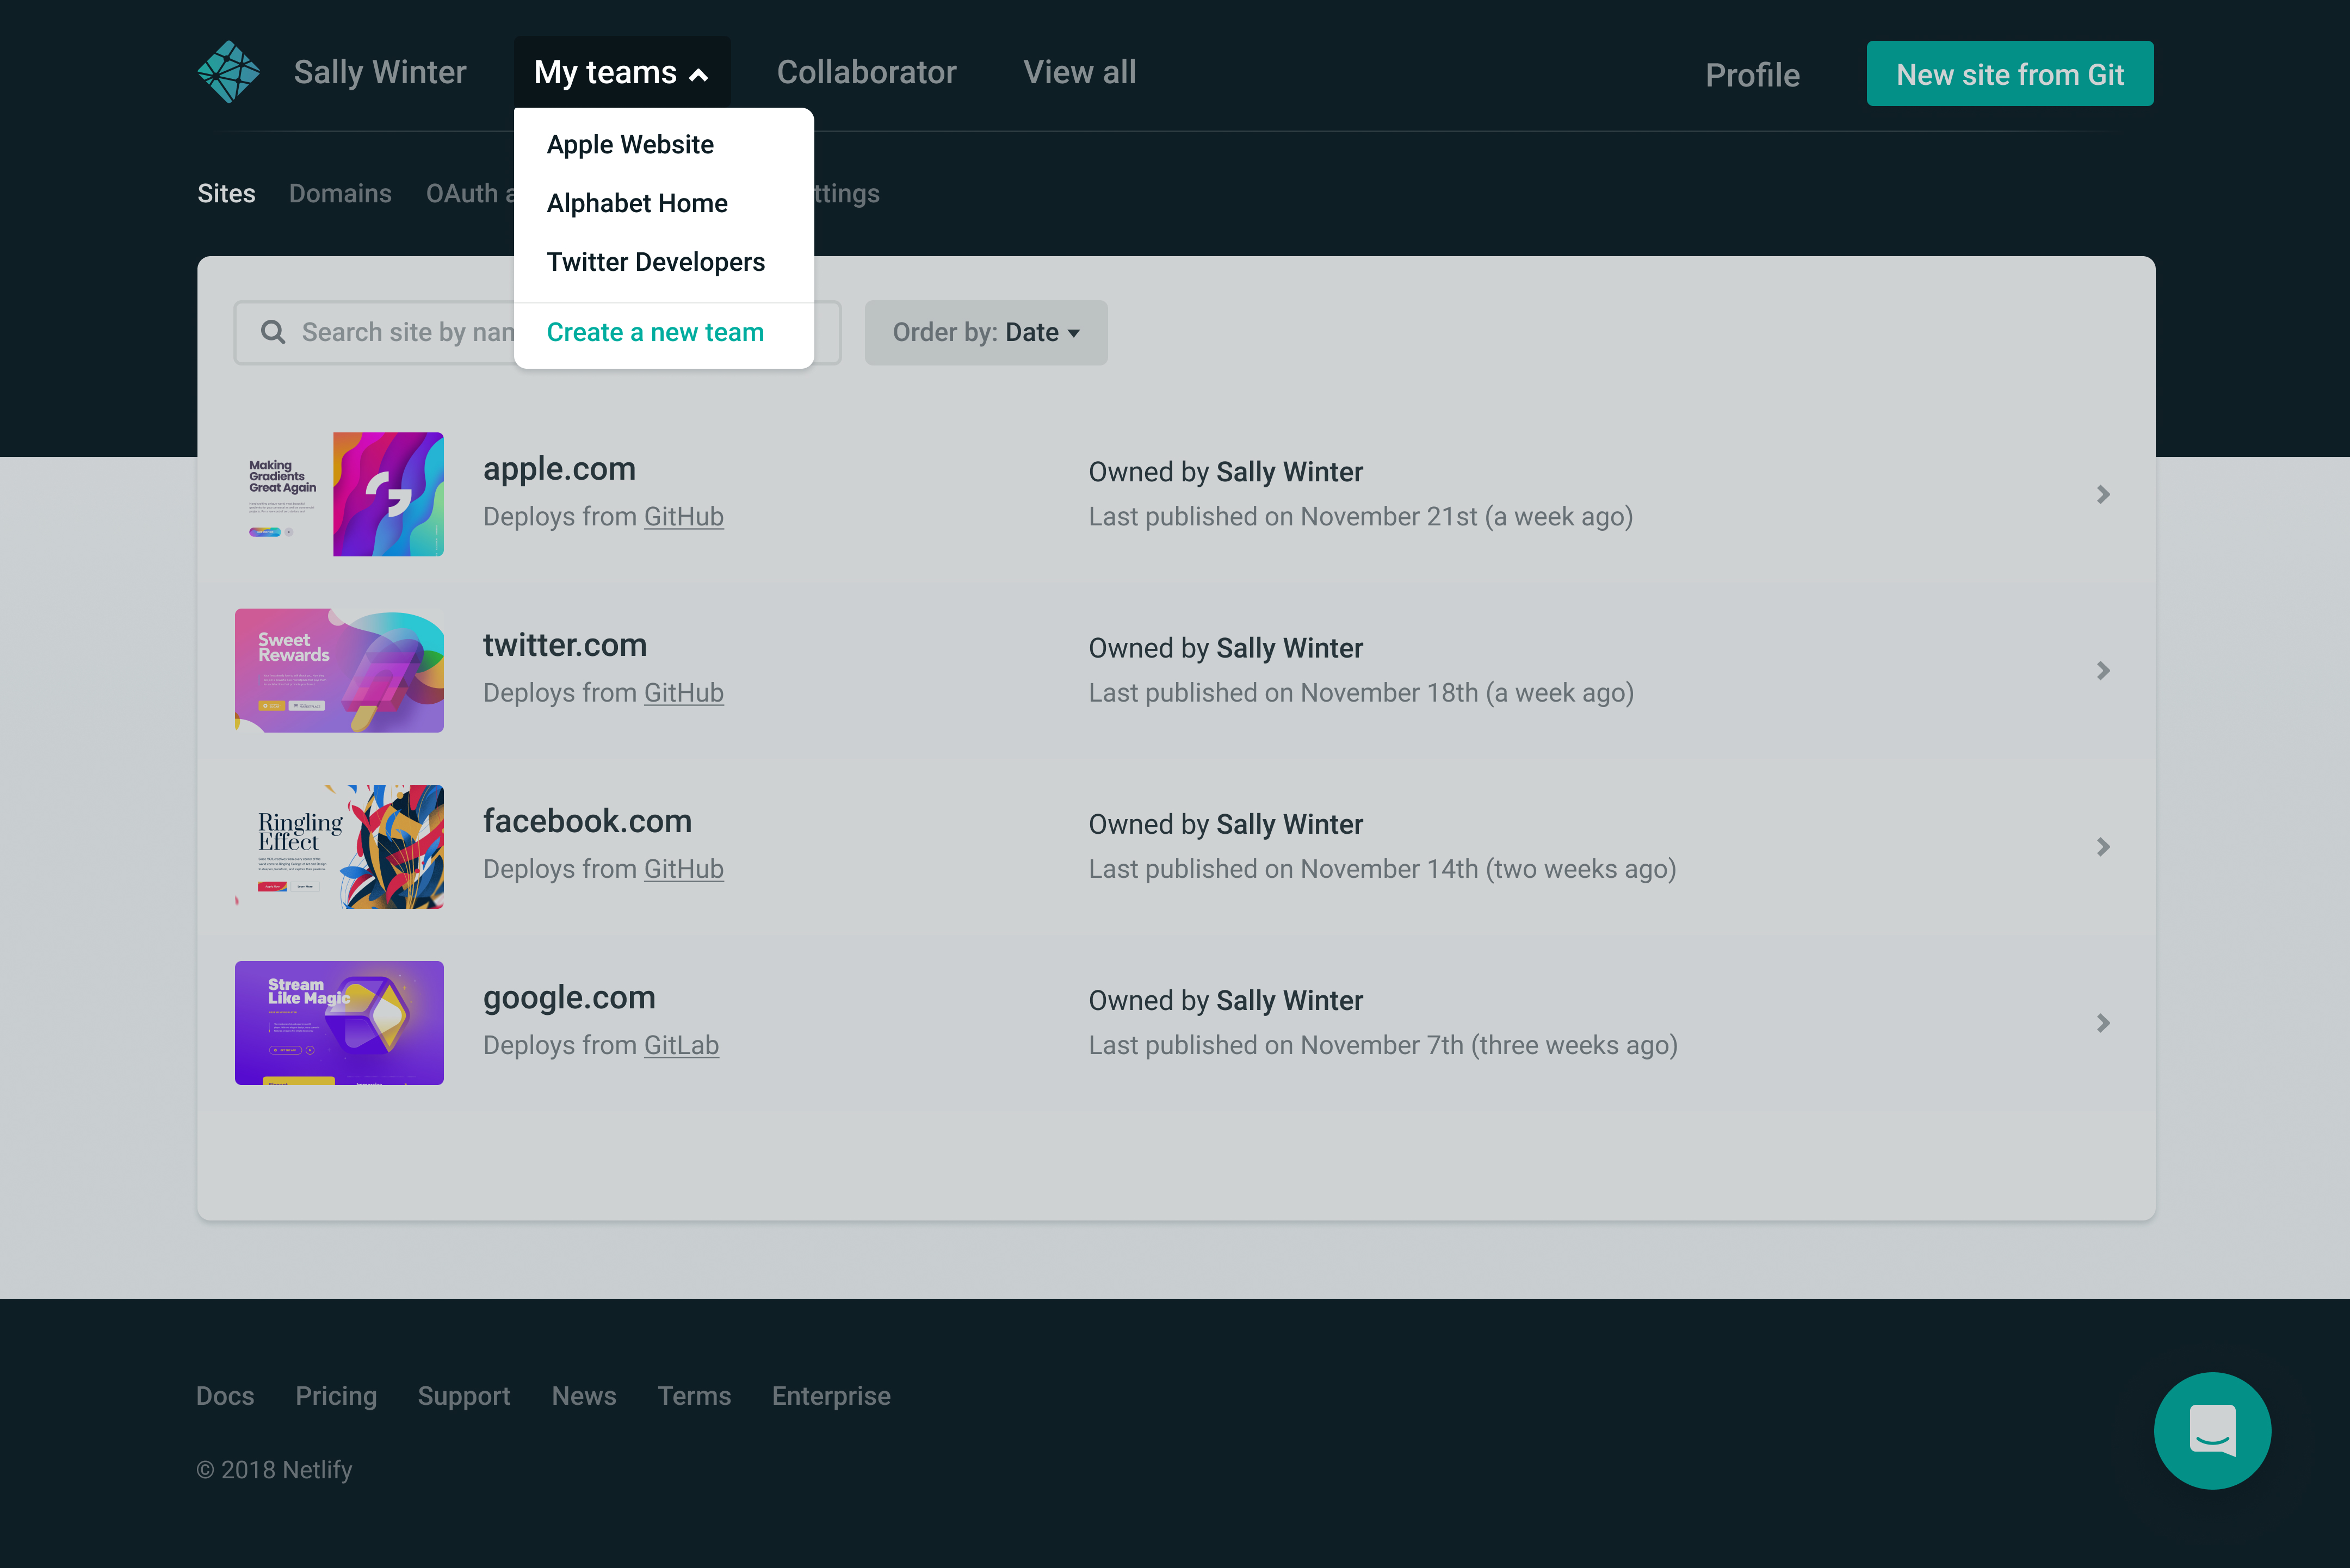 Sally Winter
My teams
Collaborator
View all
Profile
New site from Git
Apple Website
Alphabet Home
Twitter Developers
Create a new team
Sites
Domains
OAuth
Search site by
Order by: Date
Making
Gradients
Great Again
apple.com
Deploys from GitHub
Owned by Sally Winter
Last published on November 21st (a week ago)
Sweet
Rewards
twitter.com
Deploys from GitHub
Owned by Sally Winter
Last published on November 18th (a week ago)
Ringling
Effect
facebook.com
Deploys from GitHub
Owned by Sally Winter
Last published on November 14th (two weeks ago)
Stream
Like Magic
google.com
Deploys from GitLab
Owned by Sally Winter
Last published on November 7th (three weeks ago)
Docs
Pricing
Support
News
Terms
Enterprise
© 2018 Netlify